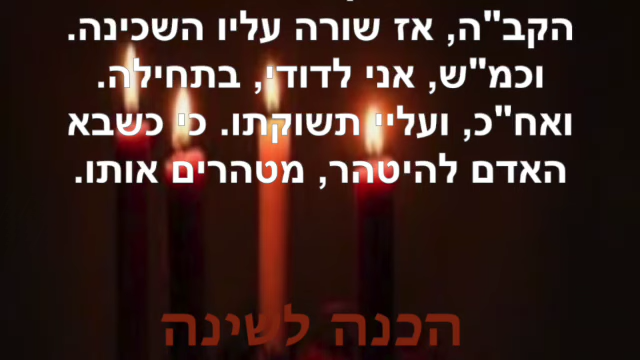 הקב"ה, אז שורה עליו השכינה.
וכמ"ש, אני לדודי, בתחילה.
ואח"כ, ועליי תשוקתו. כי כשבא
האדם להיטהר, מטהרים אותו.
הכנה לשינה